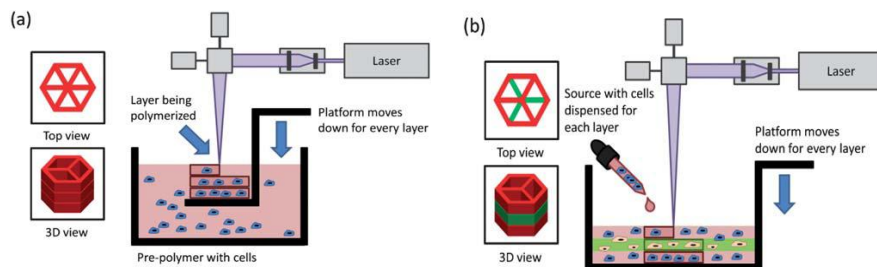 (a)
Laser
Layer being
polymerized
Platform moves
down for every layer
Top view
3D view
Pre-polymer with cells
(b)
Laser
Source with cells
dispensed for
each layer
Platform moves
down for every layer
Top view
3D view